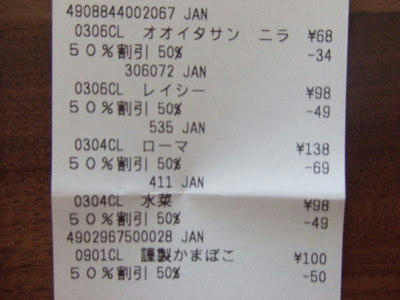 4908844002067 JAN
0306CL オオイタサン ニラ ¥68
50%割引 50% -34
306072 JAN
0306CL レイシー ¥98
50%割引 50% -49
535 JAN
0304CL ローマ ¥138
50%割引 50% -69
411 JAN
0304CL 水菜 ¥98
50%割引 50% -49
4902967500028 JAN
0901CL 謹製かまぼこ ¥100
50%割引 50% -50